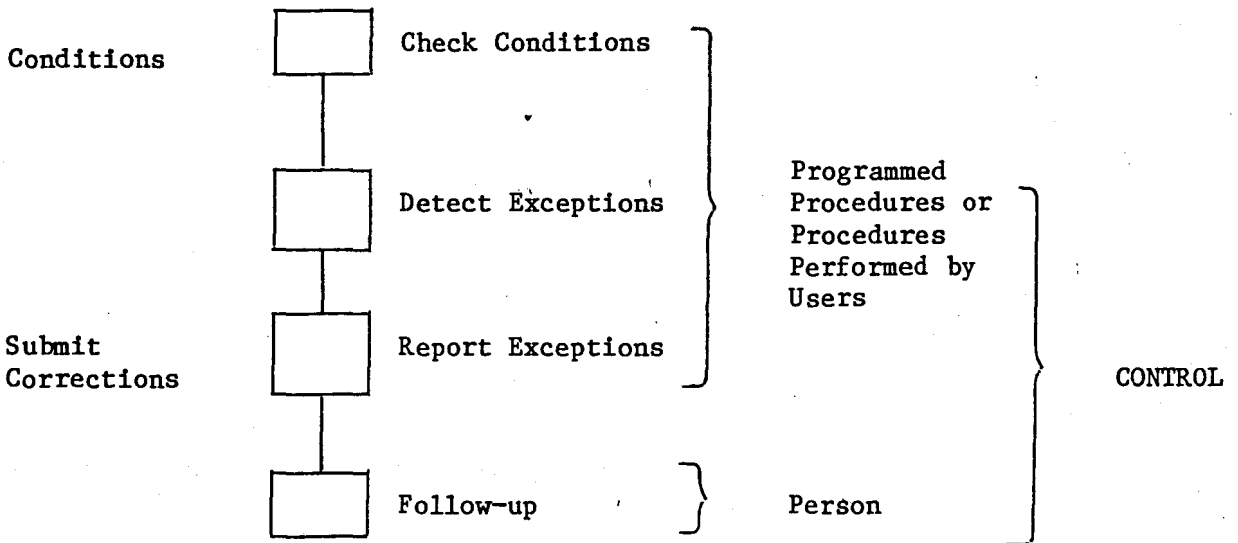 Conditions
Check Conditions
Detect Exceptions
Programmed
Procedures or
Procedures
Performed by
Users
Submit
Corrections
Report Exceptions
CONTROL
Follow-up
Person